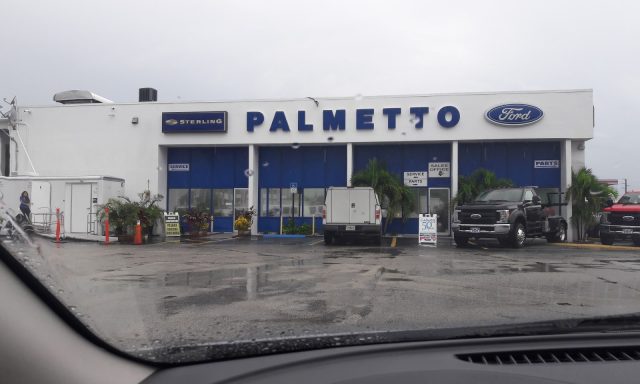 STERLING
PALMETTO
Ford
SERVICE
SERVICE
PARTS
SALES
OFFICE
PARTS